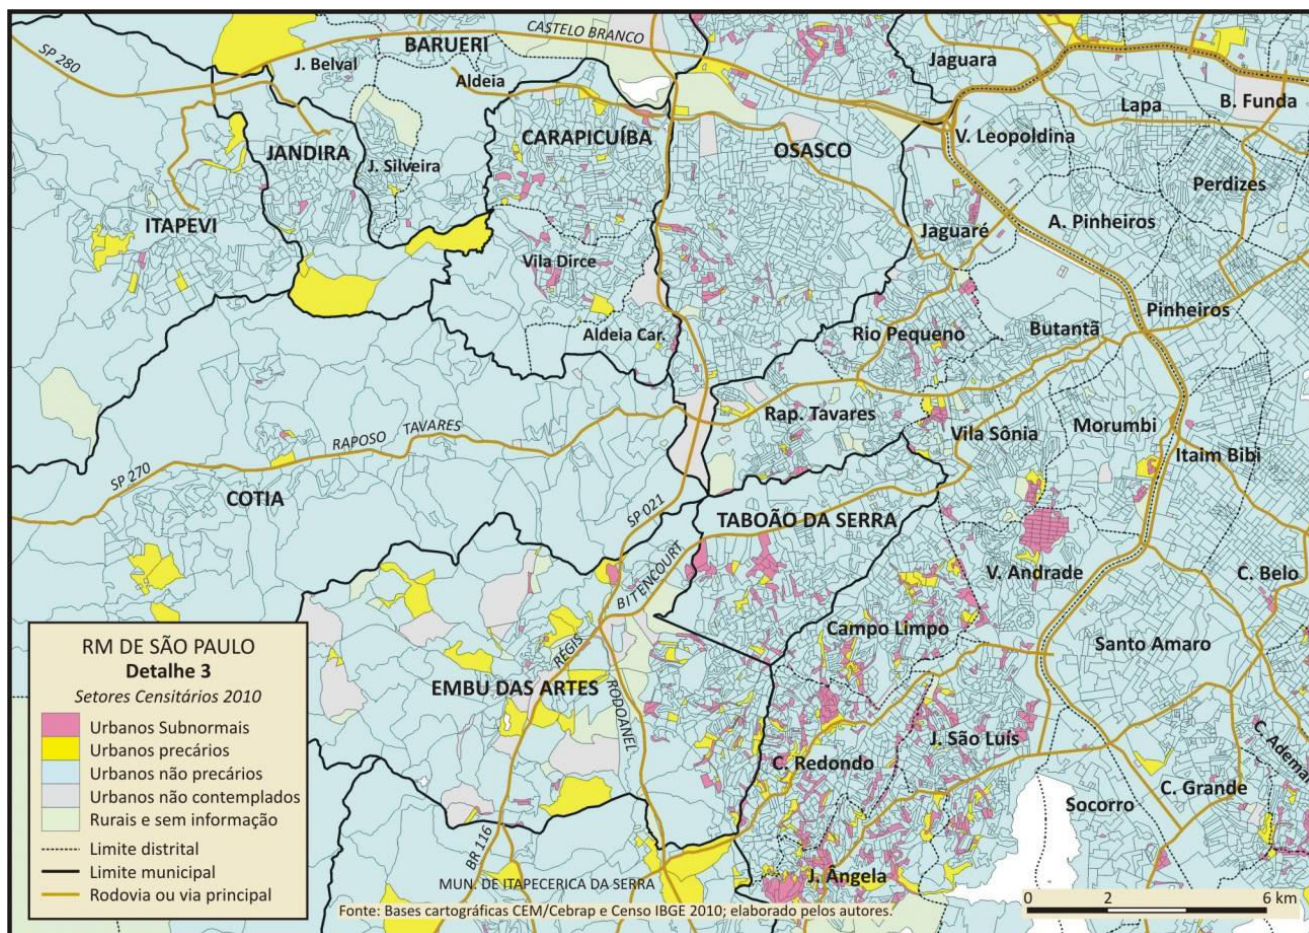 CASTELO BRANCO
BARUERI
SP 280
J. Belval
Aldeia
Jaguara
Lapa
B. Funda
V. Leopoldina
CARAPICUÍBA
OSASCO
JANDIRA
J. Silveira
Perdizes
A. Pinheiros
ITAPEVI
Jaguaré
Vila Dirce
Pinheiros
Aldeia Car.
Rio Pequeno
Butantã
Rap. Tavares
Morumbi
Vila Sônia
RAPOSO TAVARES
Itaim Bibi
SP 270
COTIA
SP 021
TABOÃO DA SERRA
BITENCOURT
V. Andrade
C. Belo
Campo Limpo
Santo Amaro
RÉGIS
EMBU DAS ARTES
RODOANEL
J. São Luís
C. Ademar
C. Redondo
C. Grande
Socorro
BR 116
J. Ângela
MUN. DE ITAPECERICA DA SERRA
RM DE SÃO PAULO
Detalhe 3
Setores Censitários 2010
Urbanos Subnormais
Urbanos precários
Urbanos não precários
Urbanos não contemplados
Rurais e sem informação
Limite distrital
Limite municipal
Rodovia ou via principal
0 2 6 km
Fonte: Bases cartográficas CEM/Cebrap e Censo IBGE 2010; elaborado pelos autores.